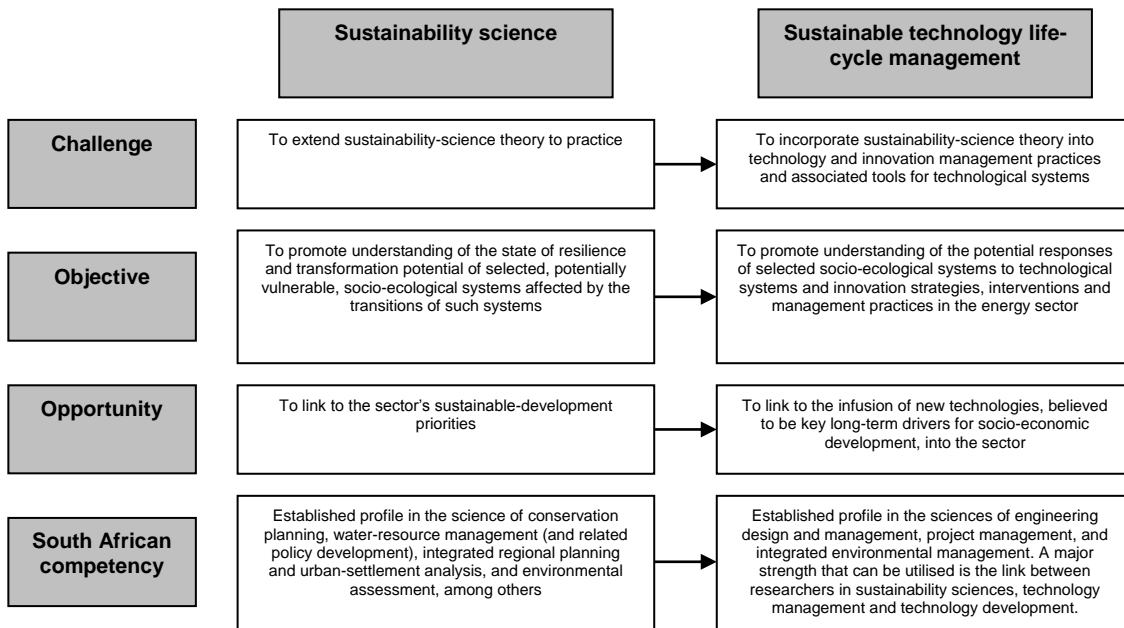 Sustainability science
Sustainable technology life-
cycle management
Challenge
To extend sustainability-science theory to practice
To incorporate sustainability-science theory into
technology and innovation management practices
and associated tools for technological systems
Objective
To promote understanding of the state of resilience
and transformation potential of selected, potentially
vulnerable, socio-ecological systems affected by the
transitions of such systems
To promote understanding of the potential responses
of selected socio-ecological systems to technological
systems and innovation strategies, interventions and
management practices in the energy sector
Opportunity
To link to the sector's sustainable-development
priorities
To link to the infusion of new technologies, believed
to be key long-term drivers for socio-economic
development, into the sector
South African
competency
Established profile in the science of conservation
planning, water-resource management (and related
policy development), integrated regional planning
and urban-settlement analysis, and environmental
assessment, among others
Established profile in the sciences of engineering
design and management, project management, and
integrated environmental management. A major
strength that can be utilised is the link between
researchers in sustainability sciences, technology
management and technology development.